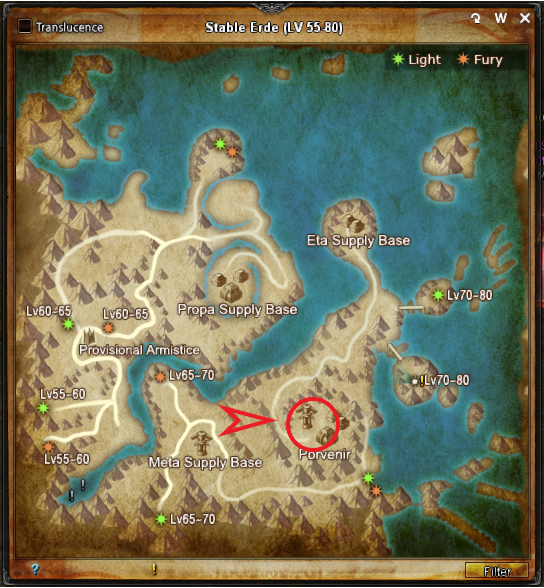 Translucence
Stable Erde (LV 55-80)
W
Light
Fury
Eta Supply Base
Lv70~80
Propa Supply Base
Lv60~65
Lv60~65
Provisional Armistice
Lv65~70
!Lv70~80
Lv55~60
Lv55~60
Meta Supply Base
Porvenir
!
!
Lv65~70
?
!
Filter